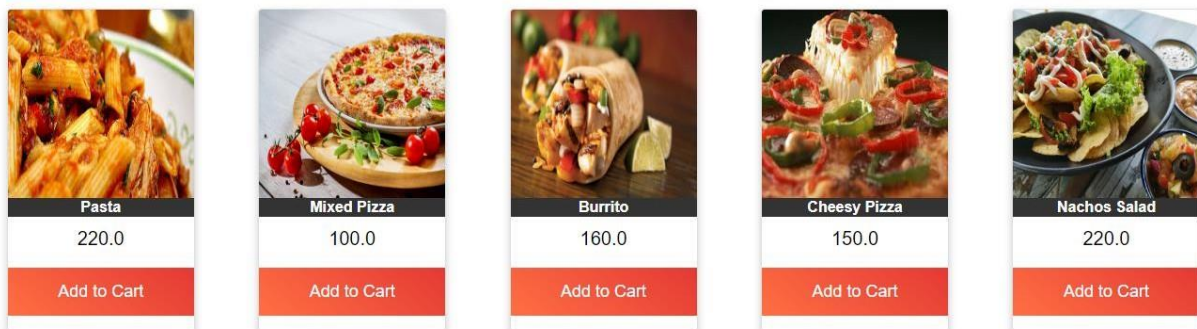 Pasta
Mixed Pizza
Burrito
Cheesy Pizza
Nachos Salad
220.0
100.0
160.0
150.0
220.0
Add to Cart
Add to Cart
Add to Cart
Add to Cart
Add to Cart